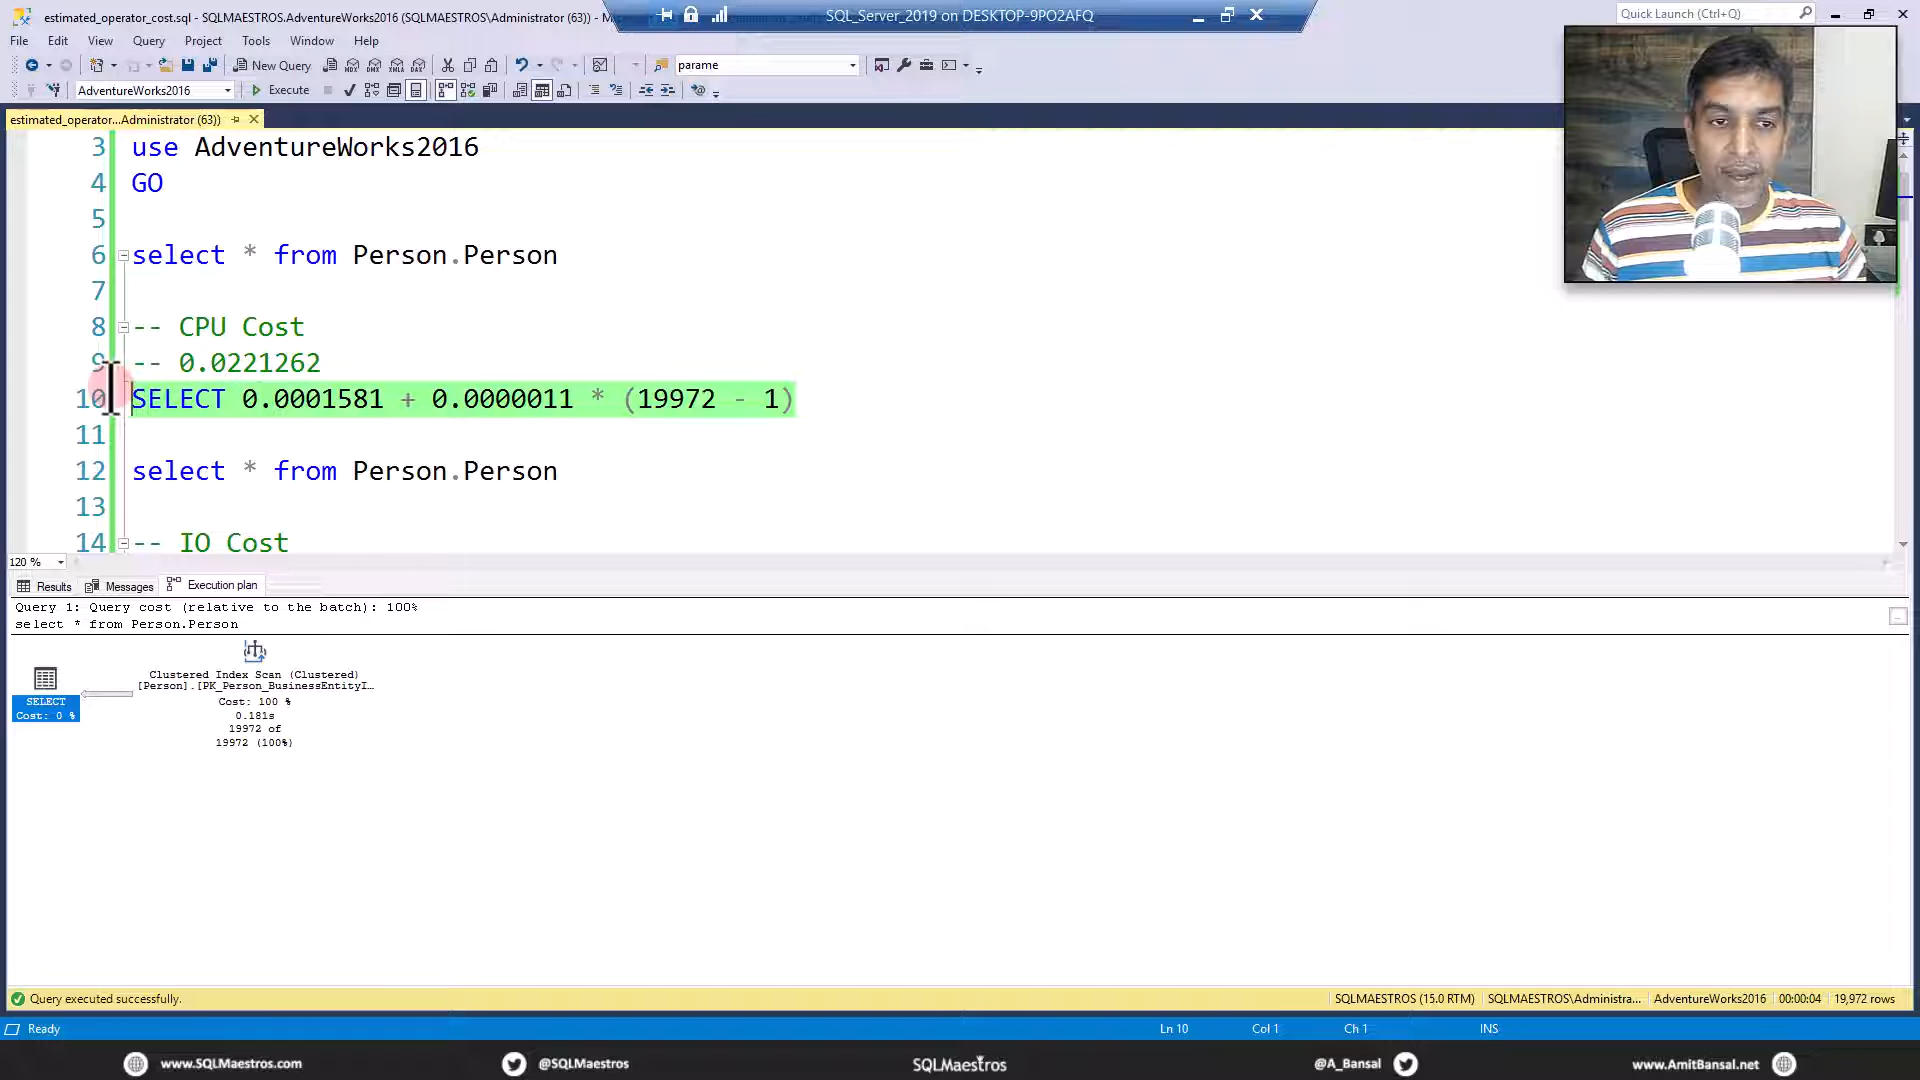 estimated_operator_cost.sql - SQLMAESTROS.AdventureWorks2016 (SQLMAESTROS\Administrator (63)) - 
SQL_Server_2019 on DESKTOP-9PO2AFQ
Quick Launch (Ctrl+Q)
File Edit View Query Project Tools Window Help
New Query
MDX DMX XMLA DAX
parame
AdventureWorks2016
Execute
estimated_operator...Administrator (63))
3 use AdventureWorks2016
4 GO
5
6 select * from Person.Person
7
8 -- CPU Cost
9 -- 0.0221262
10 SELECT 0.0001581 + 0.0000011 * (19972 - 1)
11
12 select * from Person.Person
13
14 -- IO Cost
120 %
Results Messages Execution plan
Query 1: Query cost (relative to the batch): 100%
select * from Person.Person
SELECT
Cost: 0 %
Clustered Index Scan (Clustered)
[Person].[PK_Person_BusinessEntityI…
Cost: 100 %
0.181s
19972 of
19972 (100%)
Query executed successfully.
SQLMAESTROS (15.0 RTM) SQLMAESTROS\Administra... AdventureWorks2016 00:00:04 19,972 rows
Ready
Ln 10 Col 1 Ch 1 INS
www.SQLMaestros.com @SQLMaestros SQLMaestros @A_Bansal www.AmitBansal.net